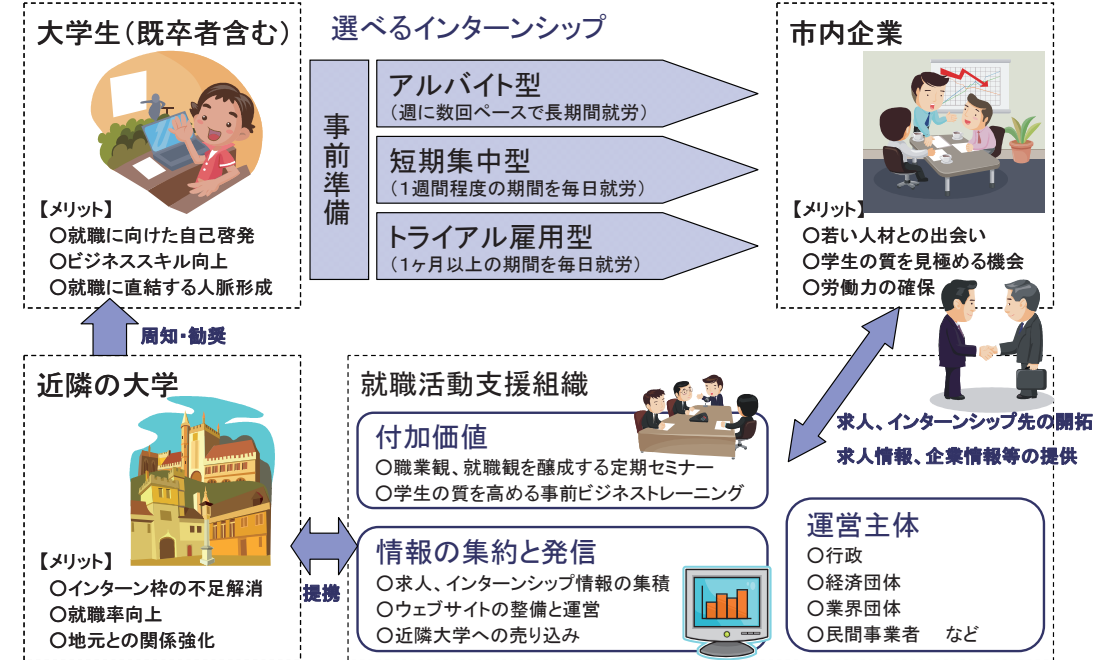 大学生（既卒者含む）
【メリット】
○就職に向けた自己啓発
○ビジネススキル向上
○就職に直結する人脈形成
選べるインターンシップ
事前準備
アルバイト型
（週に数回ペースで長期間就労）
短期集中型
（1週間程度の期間を毎日就労）
トライアル雇用型
（1ヶ月以上の期間を毎日就労）
市内企業
【メリット】
○若い人材との出会い
○学生の質を見極める機会
○労働力の確保
周知・勧奨
近隣の大学
【メリット】
○インターン枠の不足解消
○就職率向上
○地元との関係強化
提携
就職活動支援組織
付加価値
○職業観、就職観を醸成する定期セミナー
○学生の質を高める事前ビジネストレーニング
求人、インターンシップ先の開拓
求人情報、企業情報等の提供
情報の集約と発信
○求人、インターンシップ情報の集積
○ウェブサイトの整備と運営
○近隣大学への売り込み
運営主体
○行政
○経済団体
○業界団体
○民間事業者　など